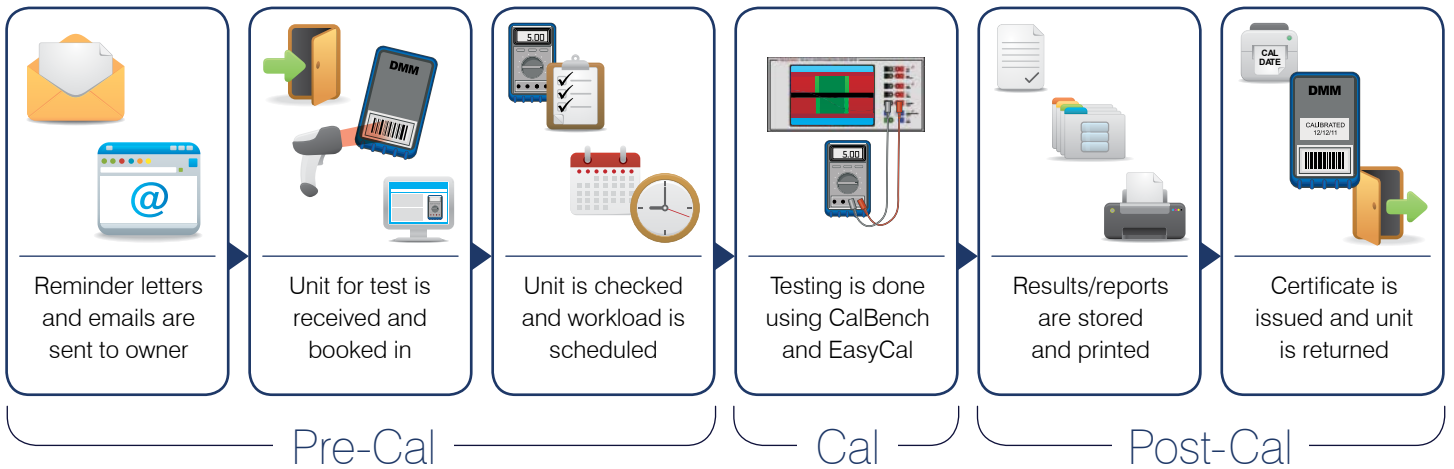 DMM
5.00
5.00
CAL
DATE
DMM
CALIBRATED
12/12/11
@
Reminder letters
and emails are
sent to owner
Unit for test is
received and
booked in
Unit is checked
and workload is
scheduled
Testing is done
using CalBench
and EasyCal
Results/reports
are stored
and printed
Certificate is
issued and unit
is returned
Pre-Cal
Cal
Post-Cal